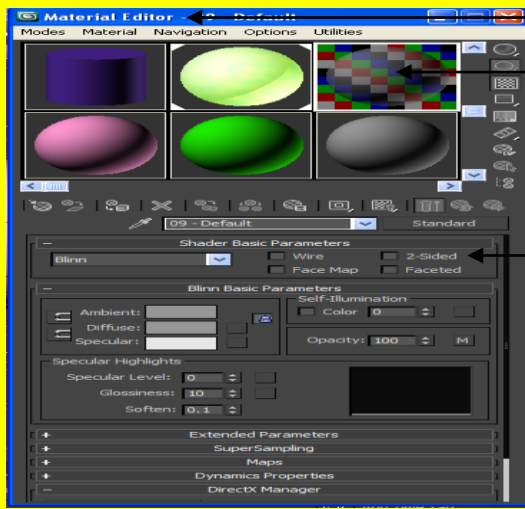 Material Editor - 09 - Default
Modes Material Navigation Options Utilities
09 - Default Standard
Shader Basic Parameters
Blinn Wire 2-Sided
Face Map Faceted
Blinn Basic Parameters
Self-Illumination
Ambient: Color 0
Diffuse:
Specular: Opacity: 100 M
Specular Highlights
Specular Level: 0
Glossiness: 10
Soften: 0.1
+ Extended Parameters
+ SuperSampling
+ Maps
+ Dynamics Properties
- DirectX Manager